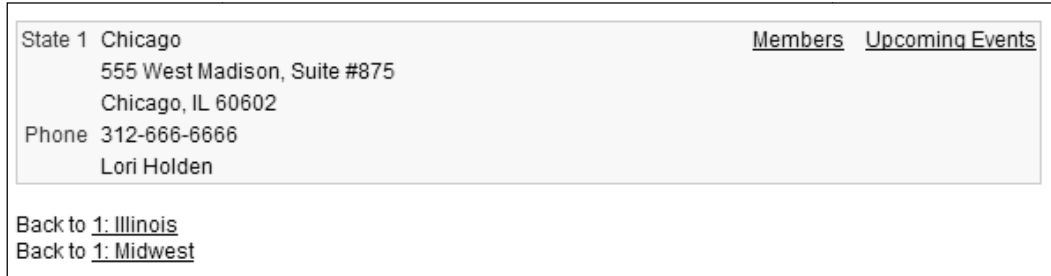 State 1 Chicago Members Upcoming Events
555 West Madison, Suite #875
Chicago, IL 60602
Phone 312-666-6666
Lori Holden
Back to 1: Illinois
Back to 1: Midwest